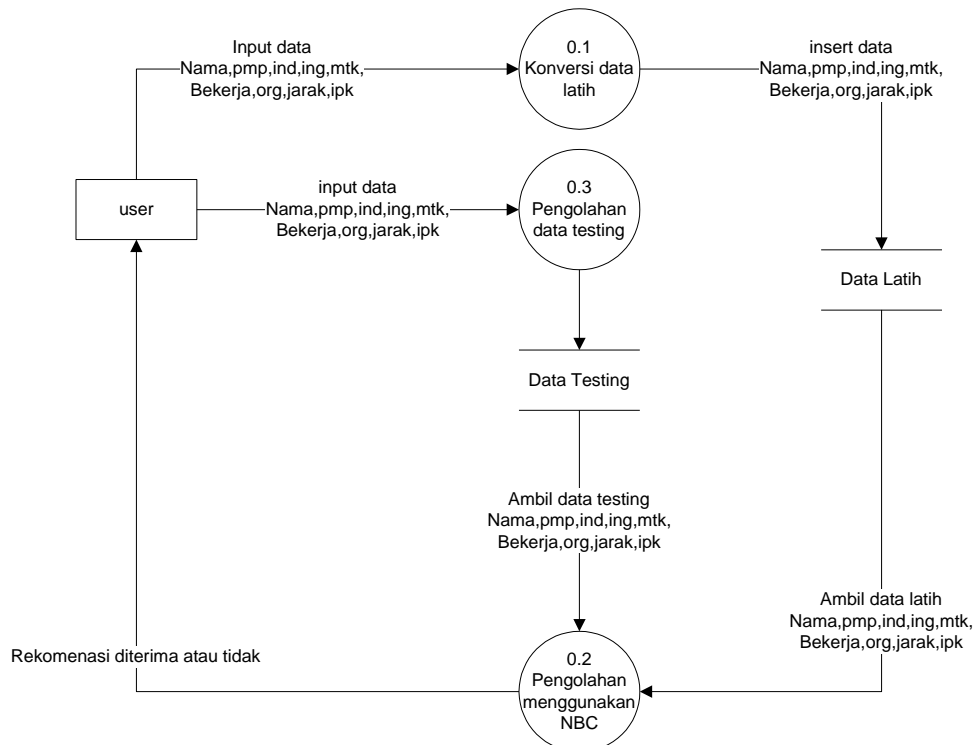 Input data
Nama,pmp,ind,ing,mtk,
Bekerja,org,jarak,ipk
0.1
Konversi data
latih
insert data
Nama,pmp,ind,ing,mtk,
Bekerja,org,jarak,ipk
user
input data
Nama,pmp,ind,ing,mtk,
Bekerja,org,jarak,ipk
0.3
Pengolahan
data testing
Data Latih
Data Testing
Ambil data testing
Nama,pmp,ind,ing,mtk,
Bekerja,org,jarak,ipk
Ambil data latih
Nama,pmp,ind,ing,mtk,
Bekerja,org,jarak,ipk
Rekomenasi diterima atau tidak
0.2
Pengolahan
menggunakan
NBC